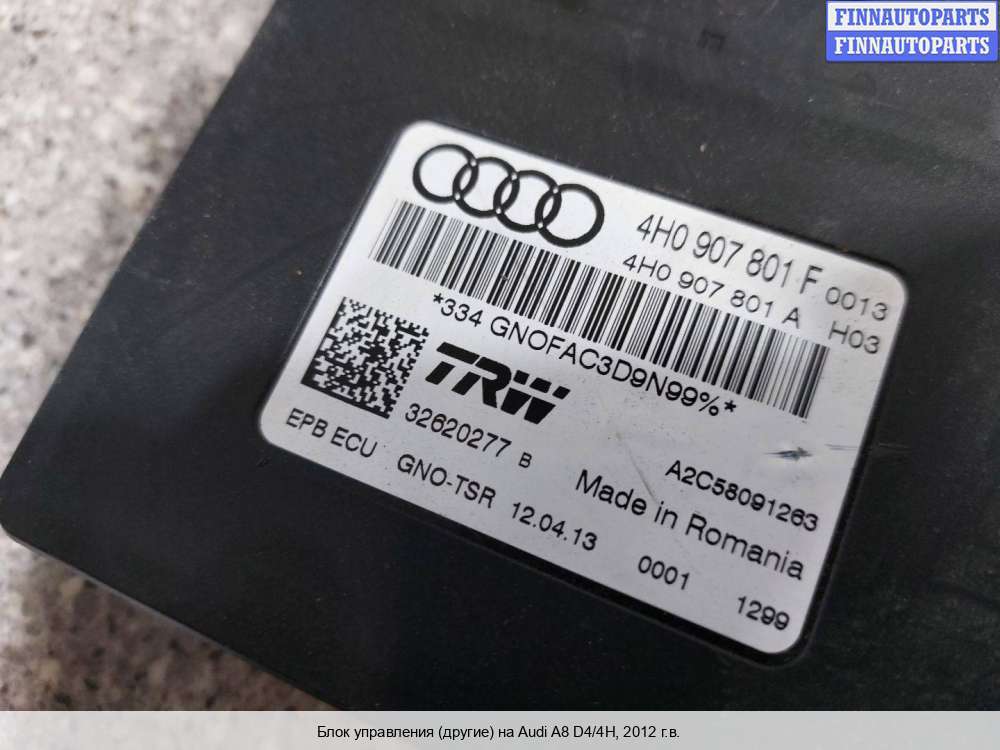 FINNAUTOPARTS
FINNAUTOPARTS
4H0 907 801 F 0013
4H0 907 801 A H03
*334 GNOFAC3D9N99%*
TRW
32620277 B
A2C58091263
EPB ECU GNO-TSR 12.04.13
Made in Romania
0001 1299
Блок управления (другие) на Audi A8 D4/4H, 2012 г.в.